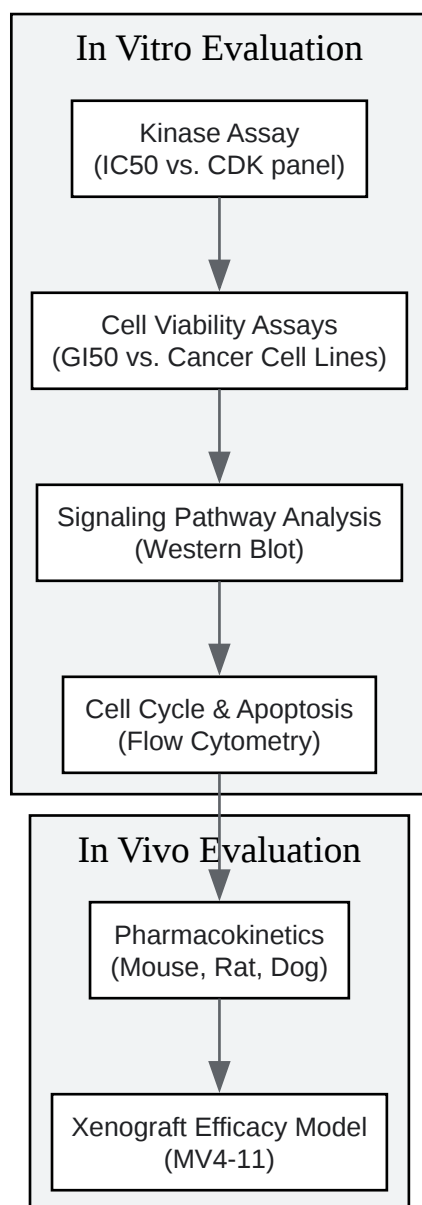 In Vitro Evaluation
Kinase Assay
(IC50 vs. CDK panel)
Cell Viability Assays
(GI50 vs. Cancer Cell Lines)
Signaling Pathway Analysis
(Western Blot)
Cell Cycle & Apoptosis
(Flow Cytometry)
In Vivo Evaluation
Pharmacokinetics
(Mouse, Rat, Dog)
Xenograft Efficacy Model
(MV4-11)